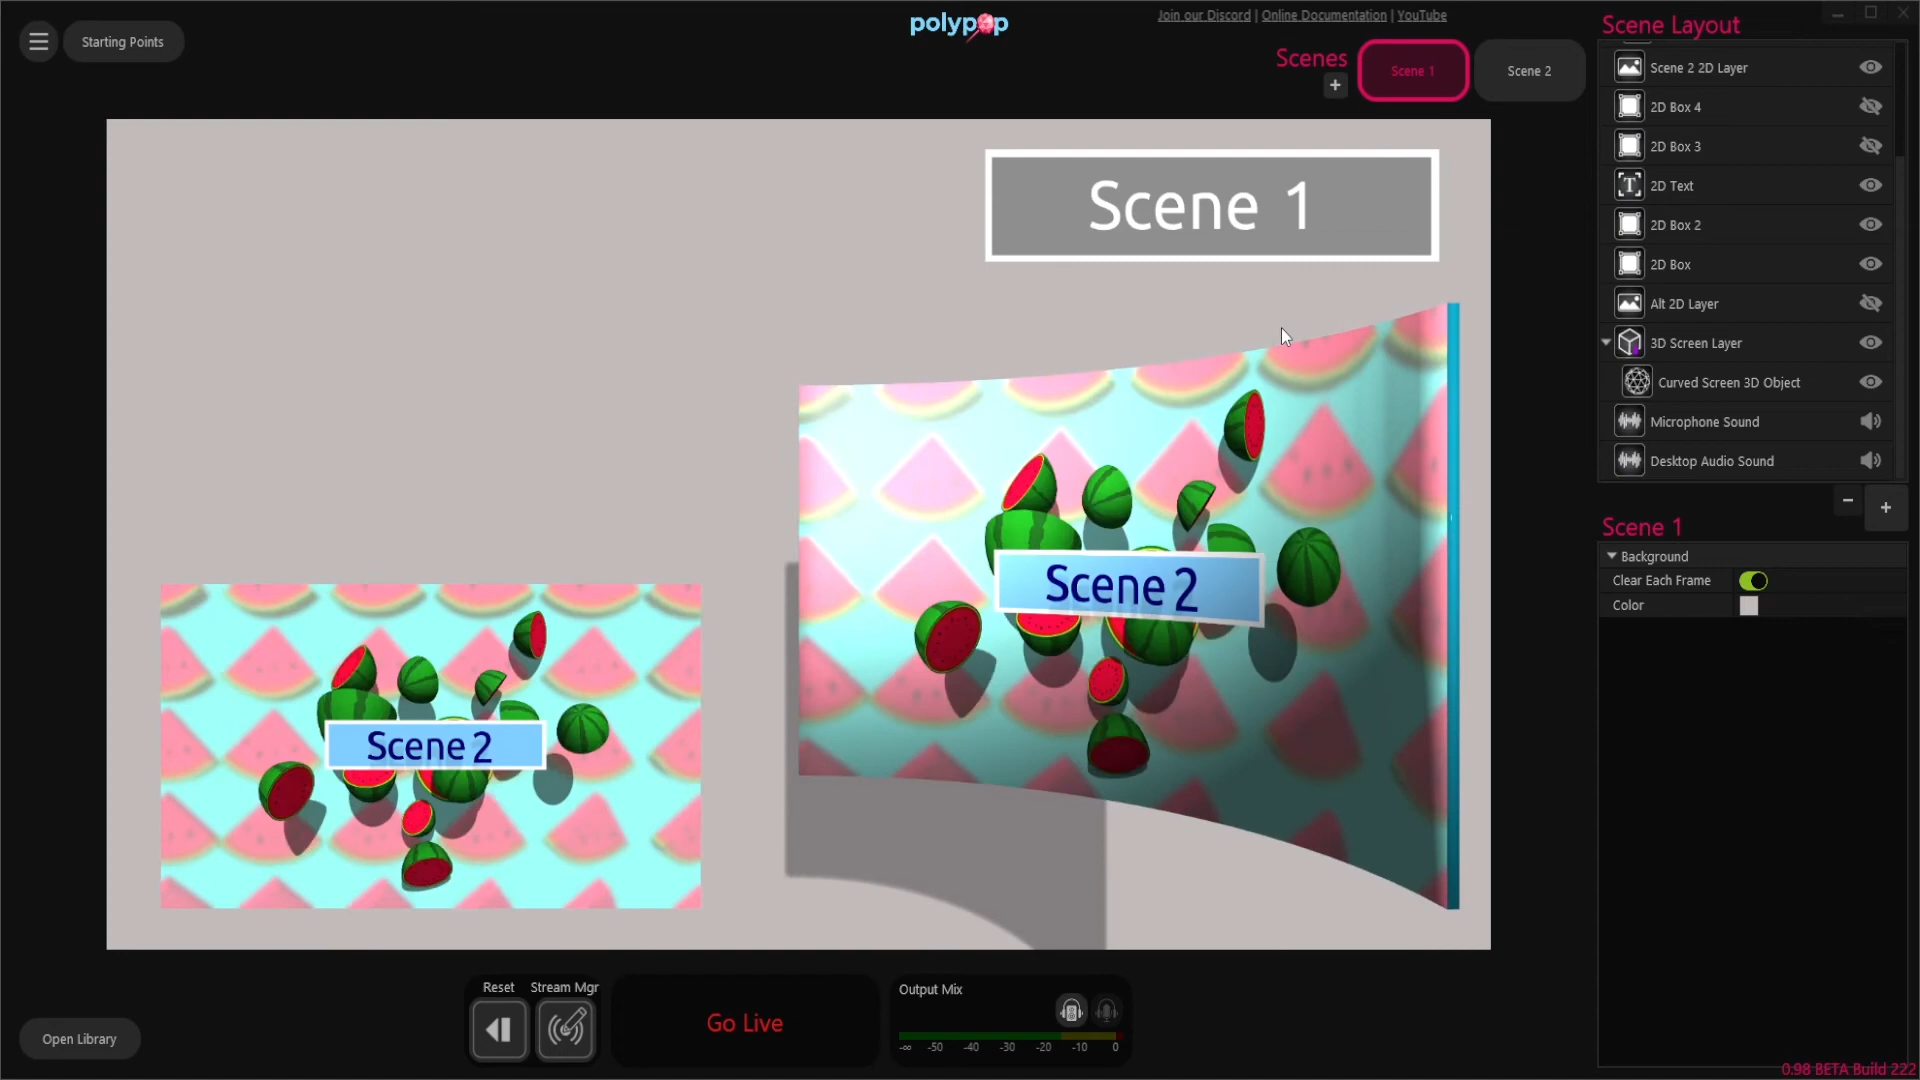 polypop
Join our Discord | Online Documentation | YouTube
Starting Points
Scenes
+
Scene 1
Scene 2
Scene Layout
Scene 2 2D Layer
2D Box 4
2D Box 3
2D Text
2D Box 2
2D Box
Alt 2D Layer
3D Screen Layer
Curved Screen 3D Object
Microphone Sound
Desktop Audio Sound
- +
Scene 1
Background
Clear Each Frame
Color
Scene 1
Scene 2
Scene 2
Reset
Stream Mgr
Go Live
Output Mix
-∞ -50 -40 -30 -20 -10 0
Open Library
0.98 BETA Build 222